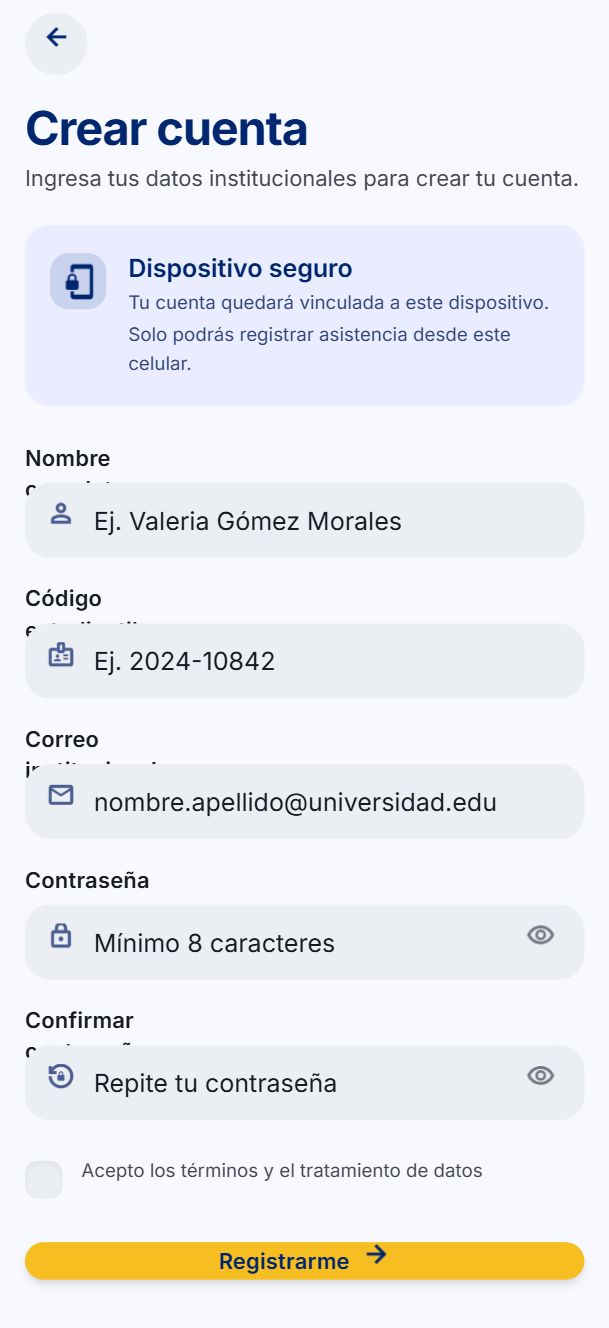 Crear cuenta
Ingresa tus datos institucionales para crear tu cuenta.
Dispositivo seguro
Tu cuenta quedará vinculada a este dispositivo.
Solo podrás registrar asistencia desde este
celular.
Nombre
Ej. Valeria Gómez Morales
Código
Ej. 2024-10842
Correo
nombre.apellido@universidad.edu
Contraseña
Mínimo 8 caracteres
Confirmar
Repite tu contraseña
Acepto los términos y el tratamiento de datos
Registrarme